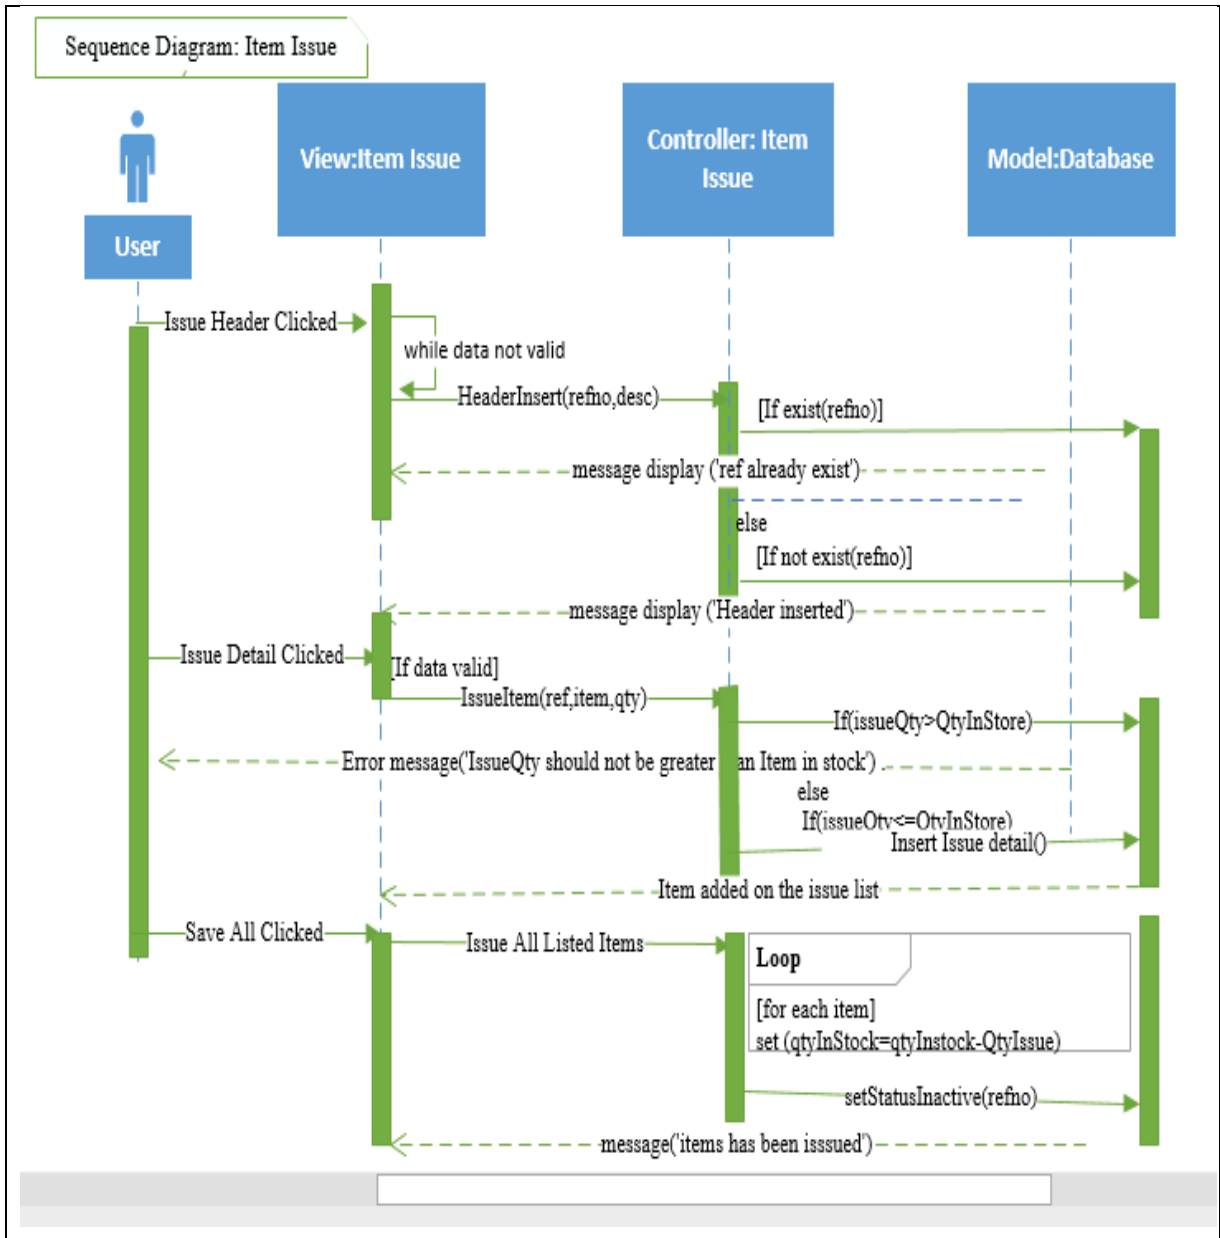 Sequence Diagram: Item Issue
User
View:Item Issue
Controller: Item
Issue
Model:Database
Issue Header Clicked
while data not valid
HeaderInsert(refno,desc)
[If exist(refno)]
message display ('ref already exist')
else
[If not exist(refno)]
message display ('Header inserted')
Issue Detail Clicked
[If data valid]
IssueItem(ref,item,qty)
If(issueQty>QtyInStore)
Error message('IssueQty should not be greater an Item in stock') .
else
If(issueQty<=QtyInStore)
Insert Issue detail()
Item added on the issue list
Save All Clicked
Issue All Listed Items
Loop
[for each item]
set (qtyInStock=qtyInstock-QtyIssue)
setStatusInactive(refno)
message('items has been isssued')